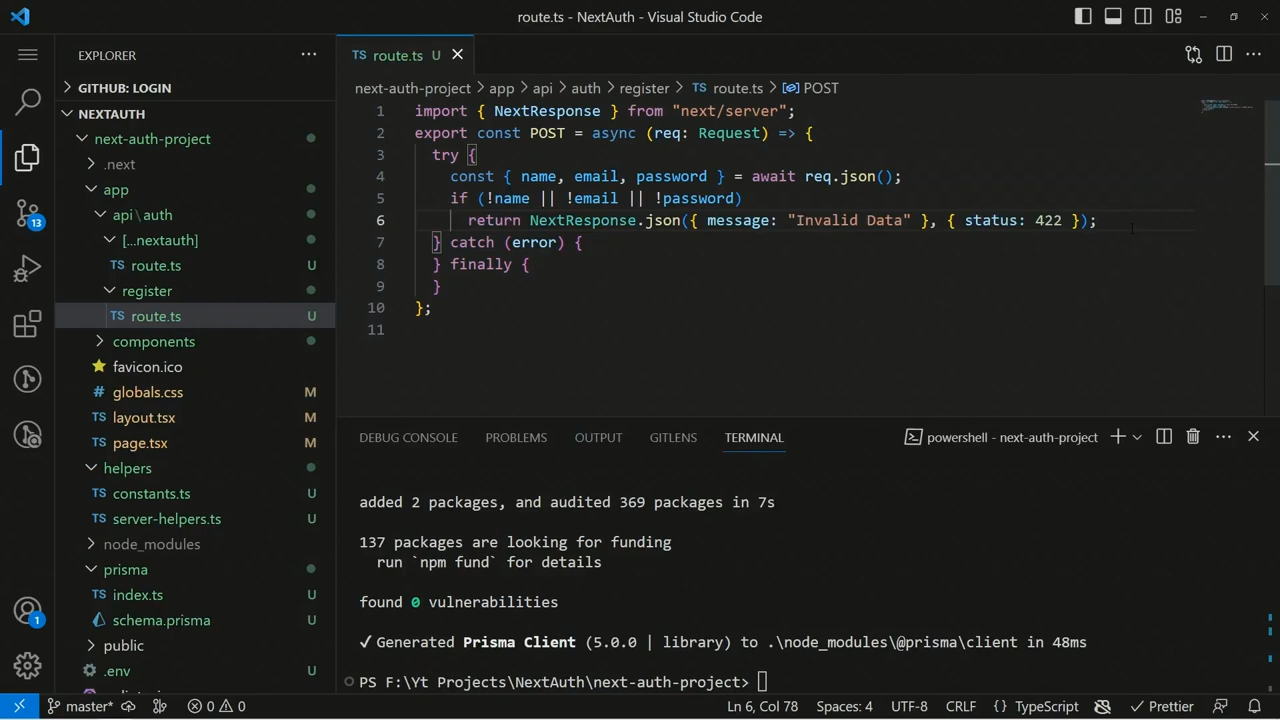 route.ts - NextAuth - Visual Studio Code
EXPLORER
GITHUB: LOGIN
NEXTAUTH
next-auth-project
.next
app
api\auth
[...nextauth]
TS route.ts U
register
TS route.ts U
components
favicon.ico
# globals.css M
TS layout.tsx M
TS page.tsx M
helpers
TS constants.ts U
TS server-helpers.ts U
node_modules
prisma
TS index.ts U
schema.prisma U
public
.env U
13
1
TS route.ts U
next-auth-project > app > api > auth > register > TS route.ts > POST
1 import { NextResponse } from "next/server";
2 export const POST = async (req: Request) => {
3 try {
4 const { name, email, password } = await req.json();
5 if (!name || !email || !password)
6 return NextResponse.json({ message: "Invalid Data" }, { status: 422 });
7 } catch (error) {
8 } finally {
9 }
10 };
11
DEBUG CONSOLE PROBLEMS OUTPUT GITLENS TERMINAL powershell - next-auth-project
added 2 packages, and audited 369 packages in 7s
137 packages are looking for funding
run `npm fund` for details
found 0 vulnerabilities
✓ Generated Prisma Client (5.0.0 | library) to .\node_modules\@prisma\client in 48ms
PS F:\Yt Projects\NextAuth\next-auth-project>
master* 0 0 Ln 6, Col 78 Spaces: 4 UTF-8 CRLF {} TypeScript Prettier